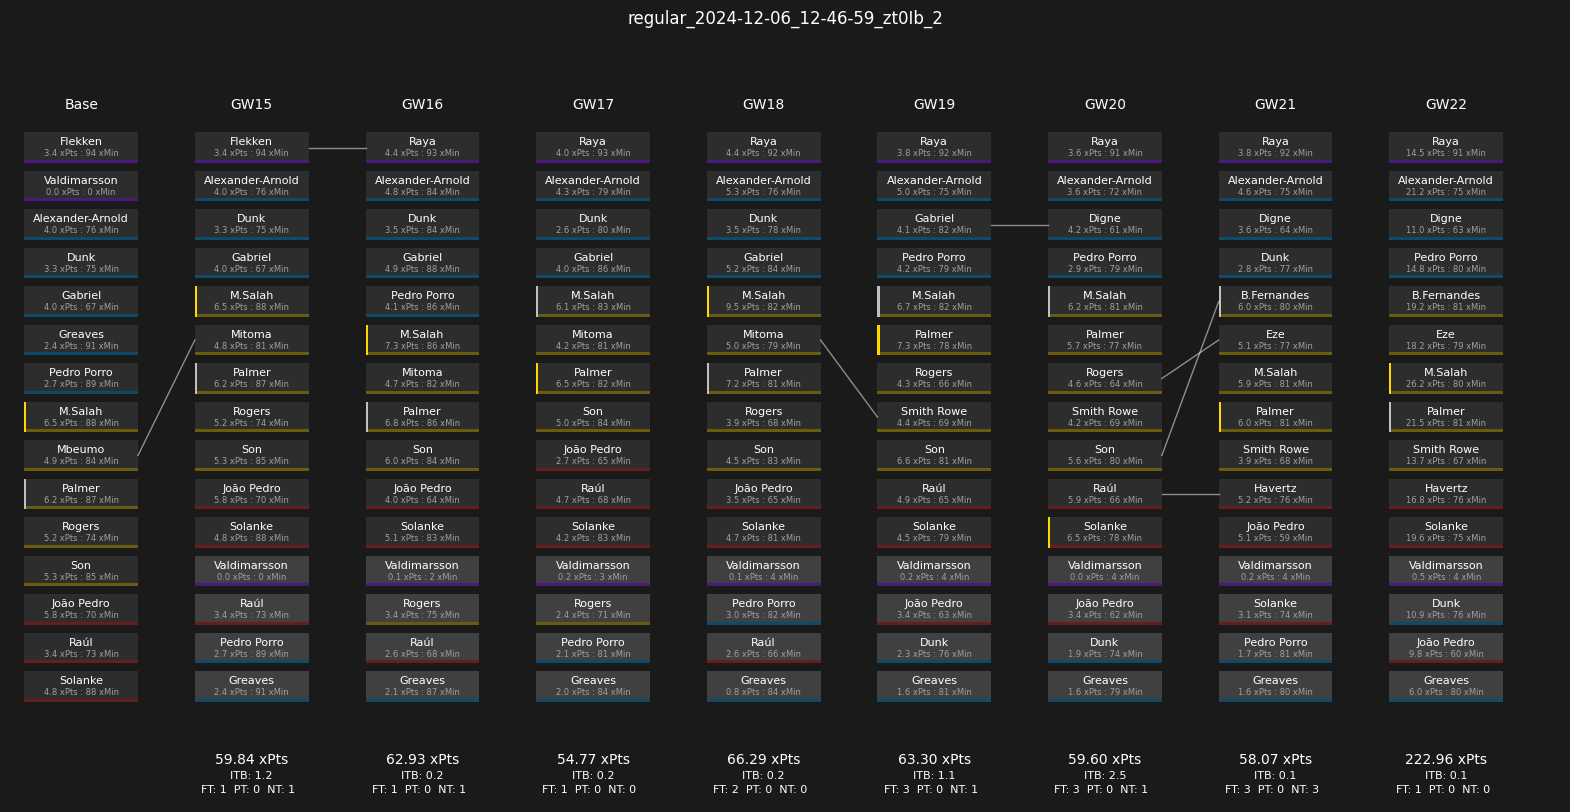 regular_2024-12-06_12-46-59_zt0Ib_2
Base
Flekken
3.4 xPts : 94 xMin
Valdimarsson
0.0 xPts : 0 xMin
Alexander-Arnold
4.0 xPts : 76 xMin
Dunk
3.3 xPts : 75 xMin
Gabriel
4.0 xPts : 67 xMin
Greaves
2.4 xPts : 91 xMin
Pedro Porro
2.7 xPts : 89 xMin
M.Salah
6.5 xPts : 88 xMin
Mbeumo
4.9 xPts : 84 xMin
Palmer
6.2 xPts : 87 xMin
Rogers
5.2 xPts : 74 xMin
Son
5.3 xPts : 85 xMin
João Pedro
5.8 xPts : 70 xMin
Raúl
3.4 xPts : 73 xMin
Solanke
4.8 xPts : 88 xMin
GW15
Flekken
3.4 xPts : 94 xMin
Alexander-Arnold
4.0 xPts : 76 xMin
Dunk
3.3 xPts : 75 xMin
Gabriel
4.0 xPts : 67 xMin
M.Salah
6.5 xPts : 88 xMin
Mitoma
4.8 xPts : 81 xMin
Palmer
6.2 xPts : 87 xMin
Rogers
5.2 xPts : 74 xMin
Son
5.3 xPts : 85 xMin
João Pedro
5.8 xPts : 70 xMin
Solanke
4.8 xPts : 88 xMin
Valdimarsson
0.0 xPts : 0 xMin
Raúl
3.4 xPts : 73 xMin
Pedro Porro
2.7 xPts : 89 xMin
Greaves
2.4 xPts : 91 xMin
59.84 xPts
ITB: 1.2
FT: 1 PT: 0 NT: 1
GW16
Raya
4.4 xPts : 93 xMin
Alexander-Arnold
4.8 xPts : 84 xMin
Dunk
3.5 xPts : 84 xMin
Gabriel
4.9 xPts : 88 xMin
Pedro Porro
4.1 xPts : 86 xMin
M.Salah
7.3 xPts : 86 xMin
Mitoma
4.7 xPts : 82 xMin
Palmer
6.8 xPts : 86 xMin
Son
6.0 xPts : 84 xMin
João Pedro
4.0 xPts : 64 xMin
Solanke
5.1 xPts : 83 xMin
Valdimarsson
0.1 xPts : 2 xMin
Rogers
3.4 xPts : 75 xMin
Raúl
2.6 xPts : 68 xMin
Greaves
2.1 xPts : 87 xMin
62.93 xPts
ITB: 0.2
FT: 1 PT: 0 NT: 1
GW17
Raya
4.0 xPts : 93 xMin
Alexander-Arnold
4.3 xPts : 79 xMin
Dunk
2.6 xPts : 80 xMin
Gabriel
4.0 xPts : 86 xMin
M.Salah
6.1 xPts : 83 xMin
Mitoma
4.2 xPts : 81 xMin
Palmer
6.5 xPts : 82 xMin
Son
5.0 xPts : 84 xMin
João Pedro
2.7 xPts : 65 xMin
Raúl
4.7 xPts : 68 xMin
Solanke
4.2 xPts : 83 xMin
Valdimarsson
0.2 xPts : 3 xMin
Rogers
2.4 xPts : 71 xMin
Pedro Porro
2.1 xPts : 81 xMin
Greaves
2.0 xPts : 84 xMin
54.77 xPts
ITB: 0.2
FT: 1 PT: 0 NT: 0
GW18
Raya
4.4 xPts : 92 xMin
Alexander-Arnold
5.3 xPts : 76 xMin
Dunk
3.5 xPts : 78 xMin
Gabriel
5.2 xPts : 84 xMin
M.Salah
9.5 xPts : 82 xMin
Mitoma
5.0 xPts : 79 xMin
Palmer
7.2 xPts : 81 xMin
Rogers
3.9 xPts : 68 xMin
Son
4.5 xPts : 83 xMin
João Pedro
3.5 xPts : 65 xMin
Solanke
4.7 xPts : 81 xMin
Valdimarsson
0.1 xPts : 4 xMin
Pedro Porro
3.0 xPts : 82 xMin
Raúl
2.6 xPts : 66 xMin
Greaves
0.8 xPts : 84 xMin
66.29 xPts
ITB: 0.2
FT: 2 PT: 0 NT: 0
GW19
Raya
3.8 xPts : 92 xMin
Alexander-Arnold
5.0 xPts : 75 xMin
Gabriel
4.1 xPts : 82 xMin
Pedro Porro
4.2 xPts : 79 xMin
M.Salah
6.7 xPts : 82 xMin
Palmer
7.3 xPts : 78 xMin
Rogers
4.3 xPts : 66 xMin
Smith Rowe
4.4 xPts : 69 xMin
Son
6.6 xPts : 81 xMin
Raúl
4.9 xPts : 65 xMin
Solanke
4.5 xPts : 79 xMin
Valdimarsson
0.2 xPts : 4 xMin
João Pedro
3.4 xPts : 63 xMin
Dunk
2.3 xPts : 76 xMin
Greaves
1.6 xPts : 81 xMin
63.30 xPts
ITB: 1.1
FT: 3 PT: 0 NT: 1
GW20
Raya
3.6 xPts : 91 xMin
Alexander-Arnold
3.6 xPts : 72 xMin
Digne
4.2 xPts : 61 xMin
Pedro Porro
2.9 xPts : 79 xMin
M.Salah
6.2 xPts : 81 xMin
Palmer
5.7 xPts : 77 xMin
Rogers
4.6 xPts : 64 xMin
Smith Rowe
4.2 xPts : 69 xMin
Son
5.6 xPts : 80 xMin
Raúl
5.9 xPts : 66 xMin
Solanke
6.5 xPts : 78 xMin
Valdimarsson
0.0 xPts : 4 xMin
João Pedro
3.4 xPts : 62 xMin
Dunk
1.9 xPts : 74 xMin
Greaves
1.6 xPts : 79 xMin
59.60 xPts
ITB: 2.5
FT: 3 PT: 0 NT: 1
GW21
Raya
3.8 xPts : 92 xMin
Alexander-Arnold
4.6 xPts : 75 xMin
Digne
3.6 xPts : 64 xMin
Dunk
2.8 xPts : 77 xMin
B.Fernandes
6.0 xPts : 80 xMin
Eze
5.1 xPts : 77 xMin
M.Salah
5.9 xPts : 81 xMin
Palmer
6.0 xPts : 81 xMin
Smith Rowe
3.9 xPts : 68 xMin
Havertz
5.2 xPts : 76 xMin
João Pedro
5.1 xPts : 59 xMin
Valdimarsson
0.2 xPts : 4 xMin
Solanke
3.1 xPts : 74 xMin
Pedro Porro
1.7 xPts : 81 xMin
Greaves
1.6 xPts : 80 xMin
58.07 xPts
ITB: 0.1
FT: 3 PT: 0 NT: 3
GW22
Raya
14.5 xPts : 91 xMin
Alexander-Arnold
21.2 xPts : 75 xMin
Digne
11.0 xPts : 63 xMin
Pedro Porro
14.8 xPts : 80 xMin
B.Fernandes
19.2 xPts : 81 xMin
Eze
18.2 xPts : 79 xMin
M.Salah
26.2 xPts : 80 xMin
Palmer
21.5 xPts : 81 xMin
Smith Rowe
13.7 xPts : 67 xMin
Havertz
16.8 xPts : 76 xMin
Solanke
19.6 xPts : 75 xMin
Valdimarsson
0.5 xPts : 4 xMin
Dunk
10.9 xPts : 76 xMin
João Pedro
9.8 xPts : 60 xMin
Greaves
6.0 xPts : 80 xMin
222.96 xPts
ITB: 0.1
FT: 1 PT: 0 NT: 0